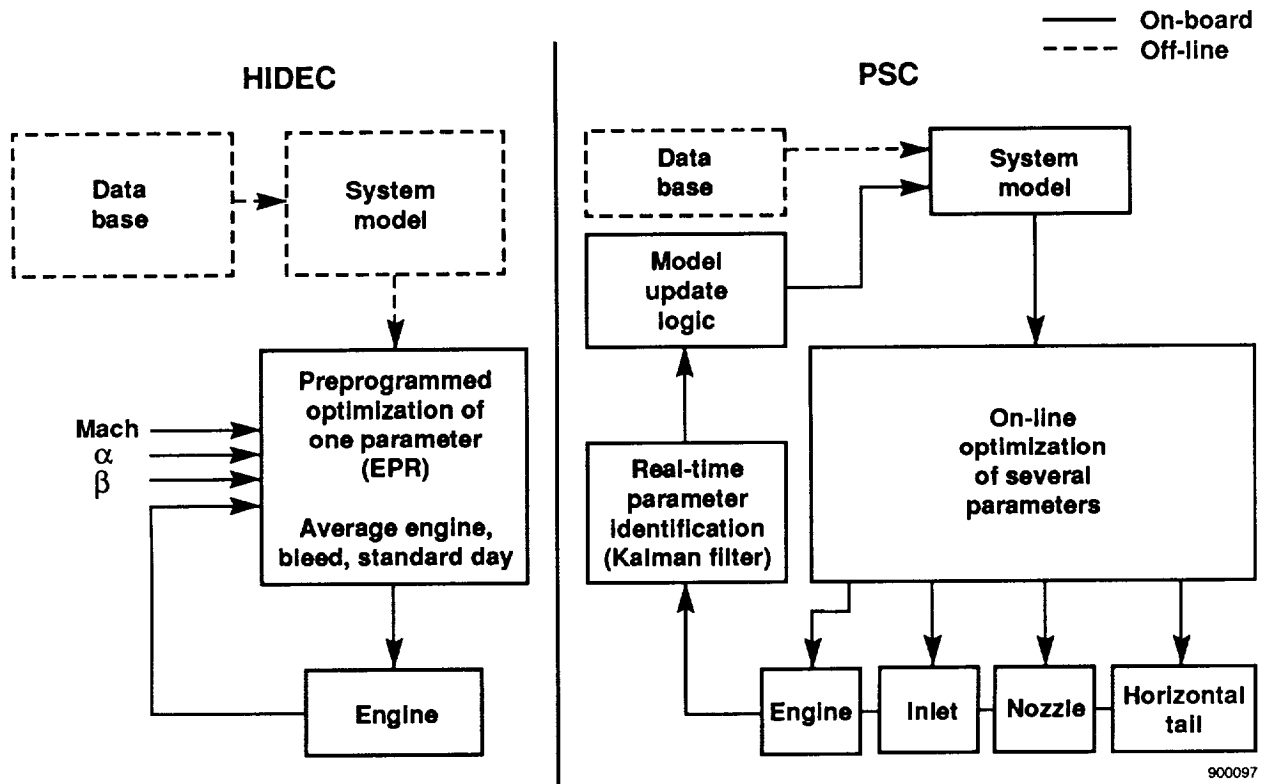 On-board
Off-line
HIDEC
Data
base
System
model
Preprogrammed
optimization of
one parameter
(EPR)
Average engine,
bleed, standard day
Mach
α
β
Engine
PSC
Data
base
System
model
Model
update
logic
Real-time
parameter
identification
(Kalman filter)
On-line
optimization
of several
parameters
Engine
Inlet
Nozzle
Horizontal
tail
900097